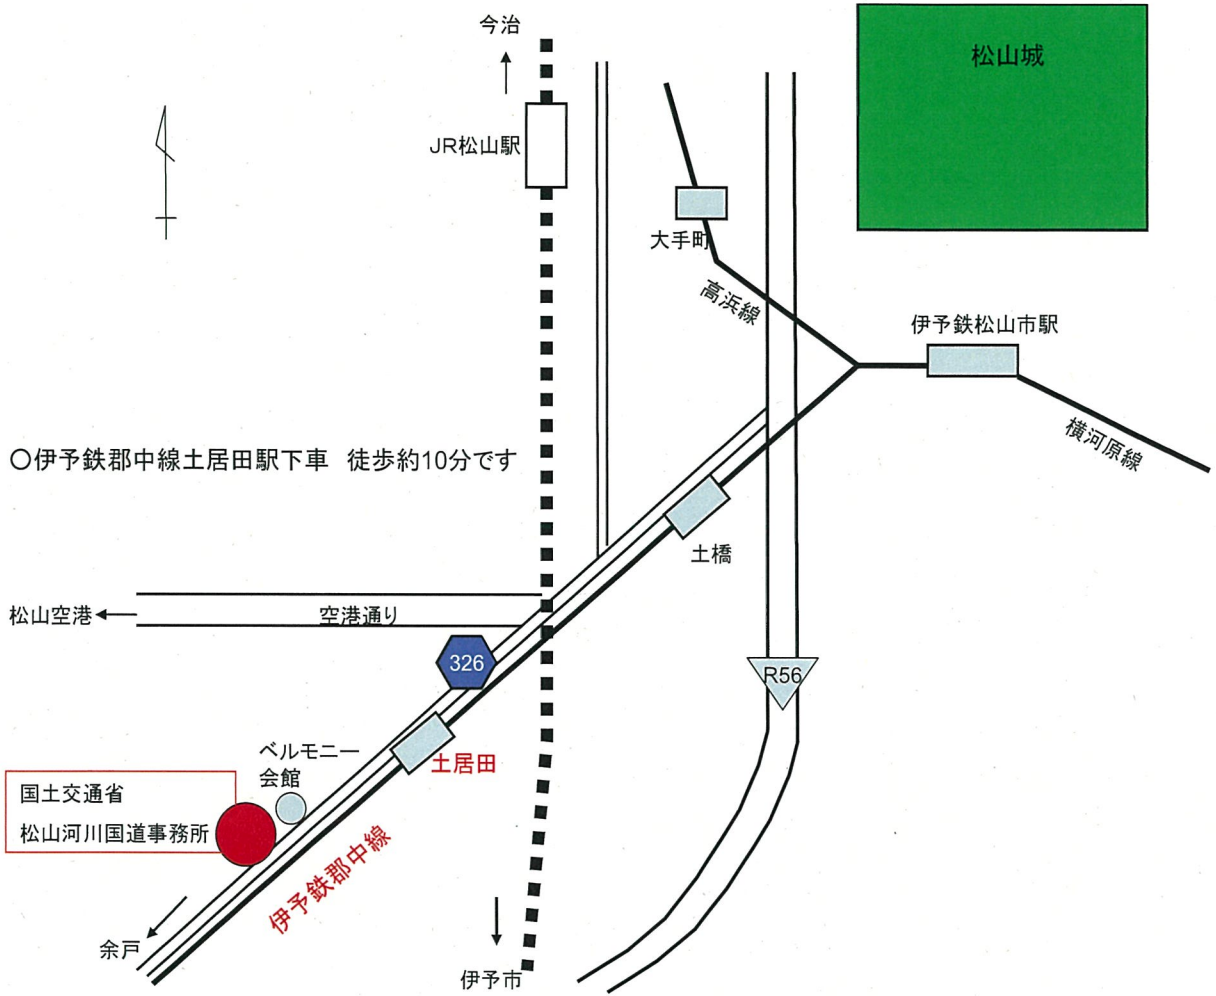 今治
松山城
JR松山駅
大手町
高浜線
伊予鉄松山市駅
横河原線
〇伊予鉄郡中線土居田駅下車 徒歩約10分です
土橋
松山空港
空港通り
326
R56
ベルモニー
会館
土居田
国土交通省
松山河川国道事務所
伊予鉄郡中線
余戸
伊予市